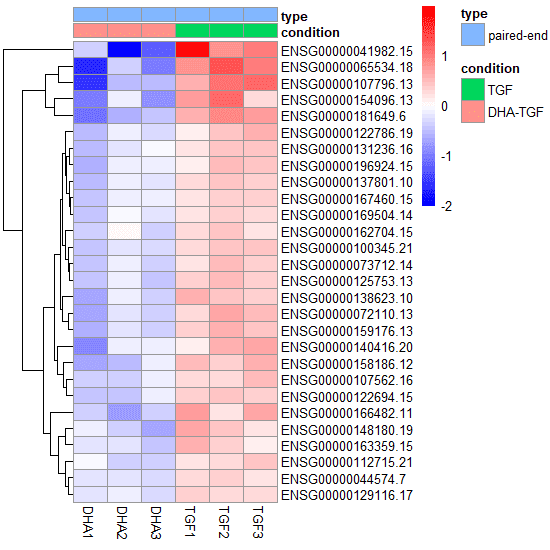 type
condition
ENSG00000041982.15
ENSG00000065534.18
ENSG00000107796.13
ENSG00000154096.13
ENSG00000181649.6
ENSG00000122786.19
ENSG00000131236.16
ENSG00000196924.15
ENSG00000137801.10
ENSG00000167460.15
ENSG00000169504.14
ENSG00000162704.15
ENSG00000100345.21
ENSG00000073712.14
ENSG00000125753.13
ENSG00000138623.10
ENSG00000072110.13
ENSG00000159176.13
ENSG00000140416.20
ENSG00000158186.12
ENSG00000107562.16
ENSG00000122694.15
ENSG00000166482.11
ENSG00000148180.19
ENSG00000163359.15
ENSG00000112715.21
ENSG00000044574.7
ENSG00000129116.17
DHA1
DHA2
DHA3
TGF1
TGF2
TGF3
1
0
-1
-2
type
paired-end
condition
TGF
DHA-TGF